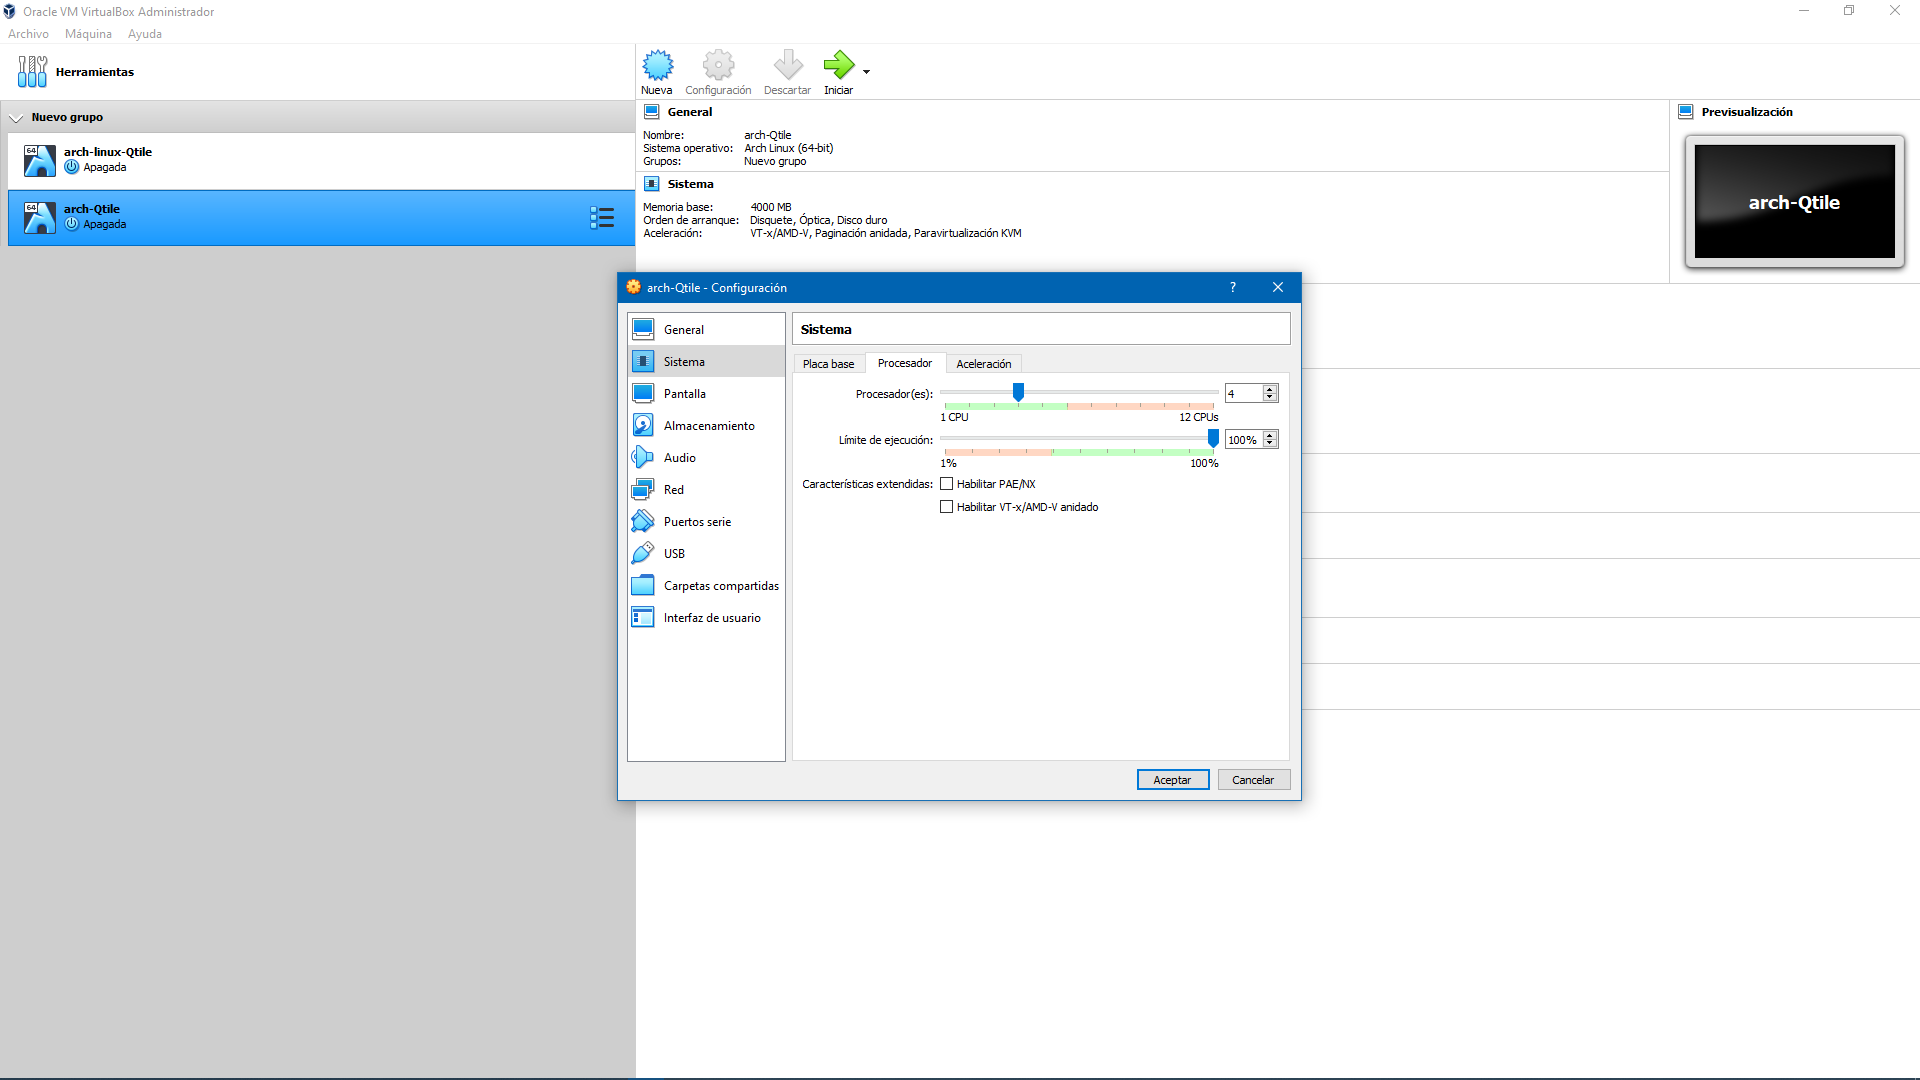 Oracle VM VirtualBox Administrador
Archivo Máquina Ayuda
Herramientas
Nuevo grupo
64
arch-linux-Qtile
Apagada
64
arch-Qtile
Apagada
Nueva Configuración Descartar Iniciar
General
Nombre: arch-Qtile
Sistema operativo: Arch Linux (64-bit)
Grupos: Nuevo grupo
Sistema
Memoria base: 4000 MB
Orden de arranque: Disquete, Óptica, Disco duro
Aceleración: VT-x/AMD-V, Paginación anidada, Paravirtualización KVM
Previsualización
arch-Qtile
arch-Qtile - Configuración ?
General
Sistema
Pantalla
Almacenamiento
Audio
Red
Puertos serie
USB
Carpetas compartidas
Interfaz de usuario
Sistema
Placa base Procesador Aceleración
Procesador(es): 4
1 CPU 12 CPUs
Límite de ejecución: 100%
1% 100%
Características extendidas: Habilitar PAE/NX
Habilitar VT-x/AMD-V anidado
Aceptar Cancelar